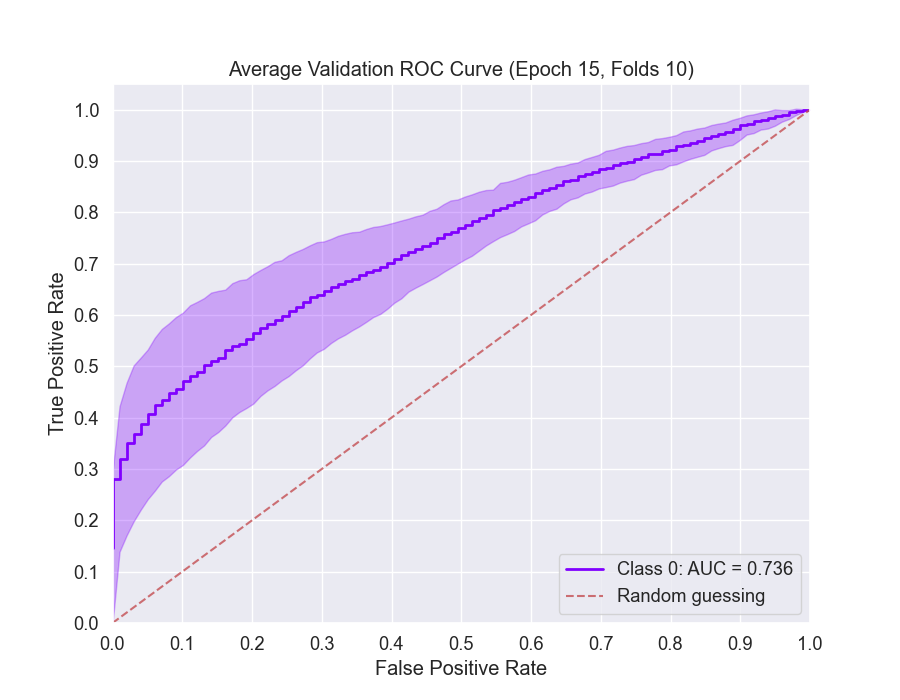 Average Validation ROC Curve (Epoch 15, Folds 10)
True Positive Rate
1.0
0.9
0.8
0.7
0.6
0.5
0.4
0.3
0.2
0.1
0.0
Class 0: AUC = 0.736
Random guessing
0.0 0.1 0.2 0.3 0.4 0.5 0.6 0.7 0.8 0.9 1.0
False Positive Rate